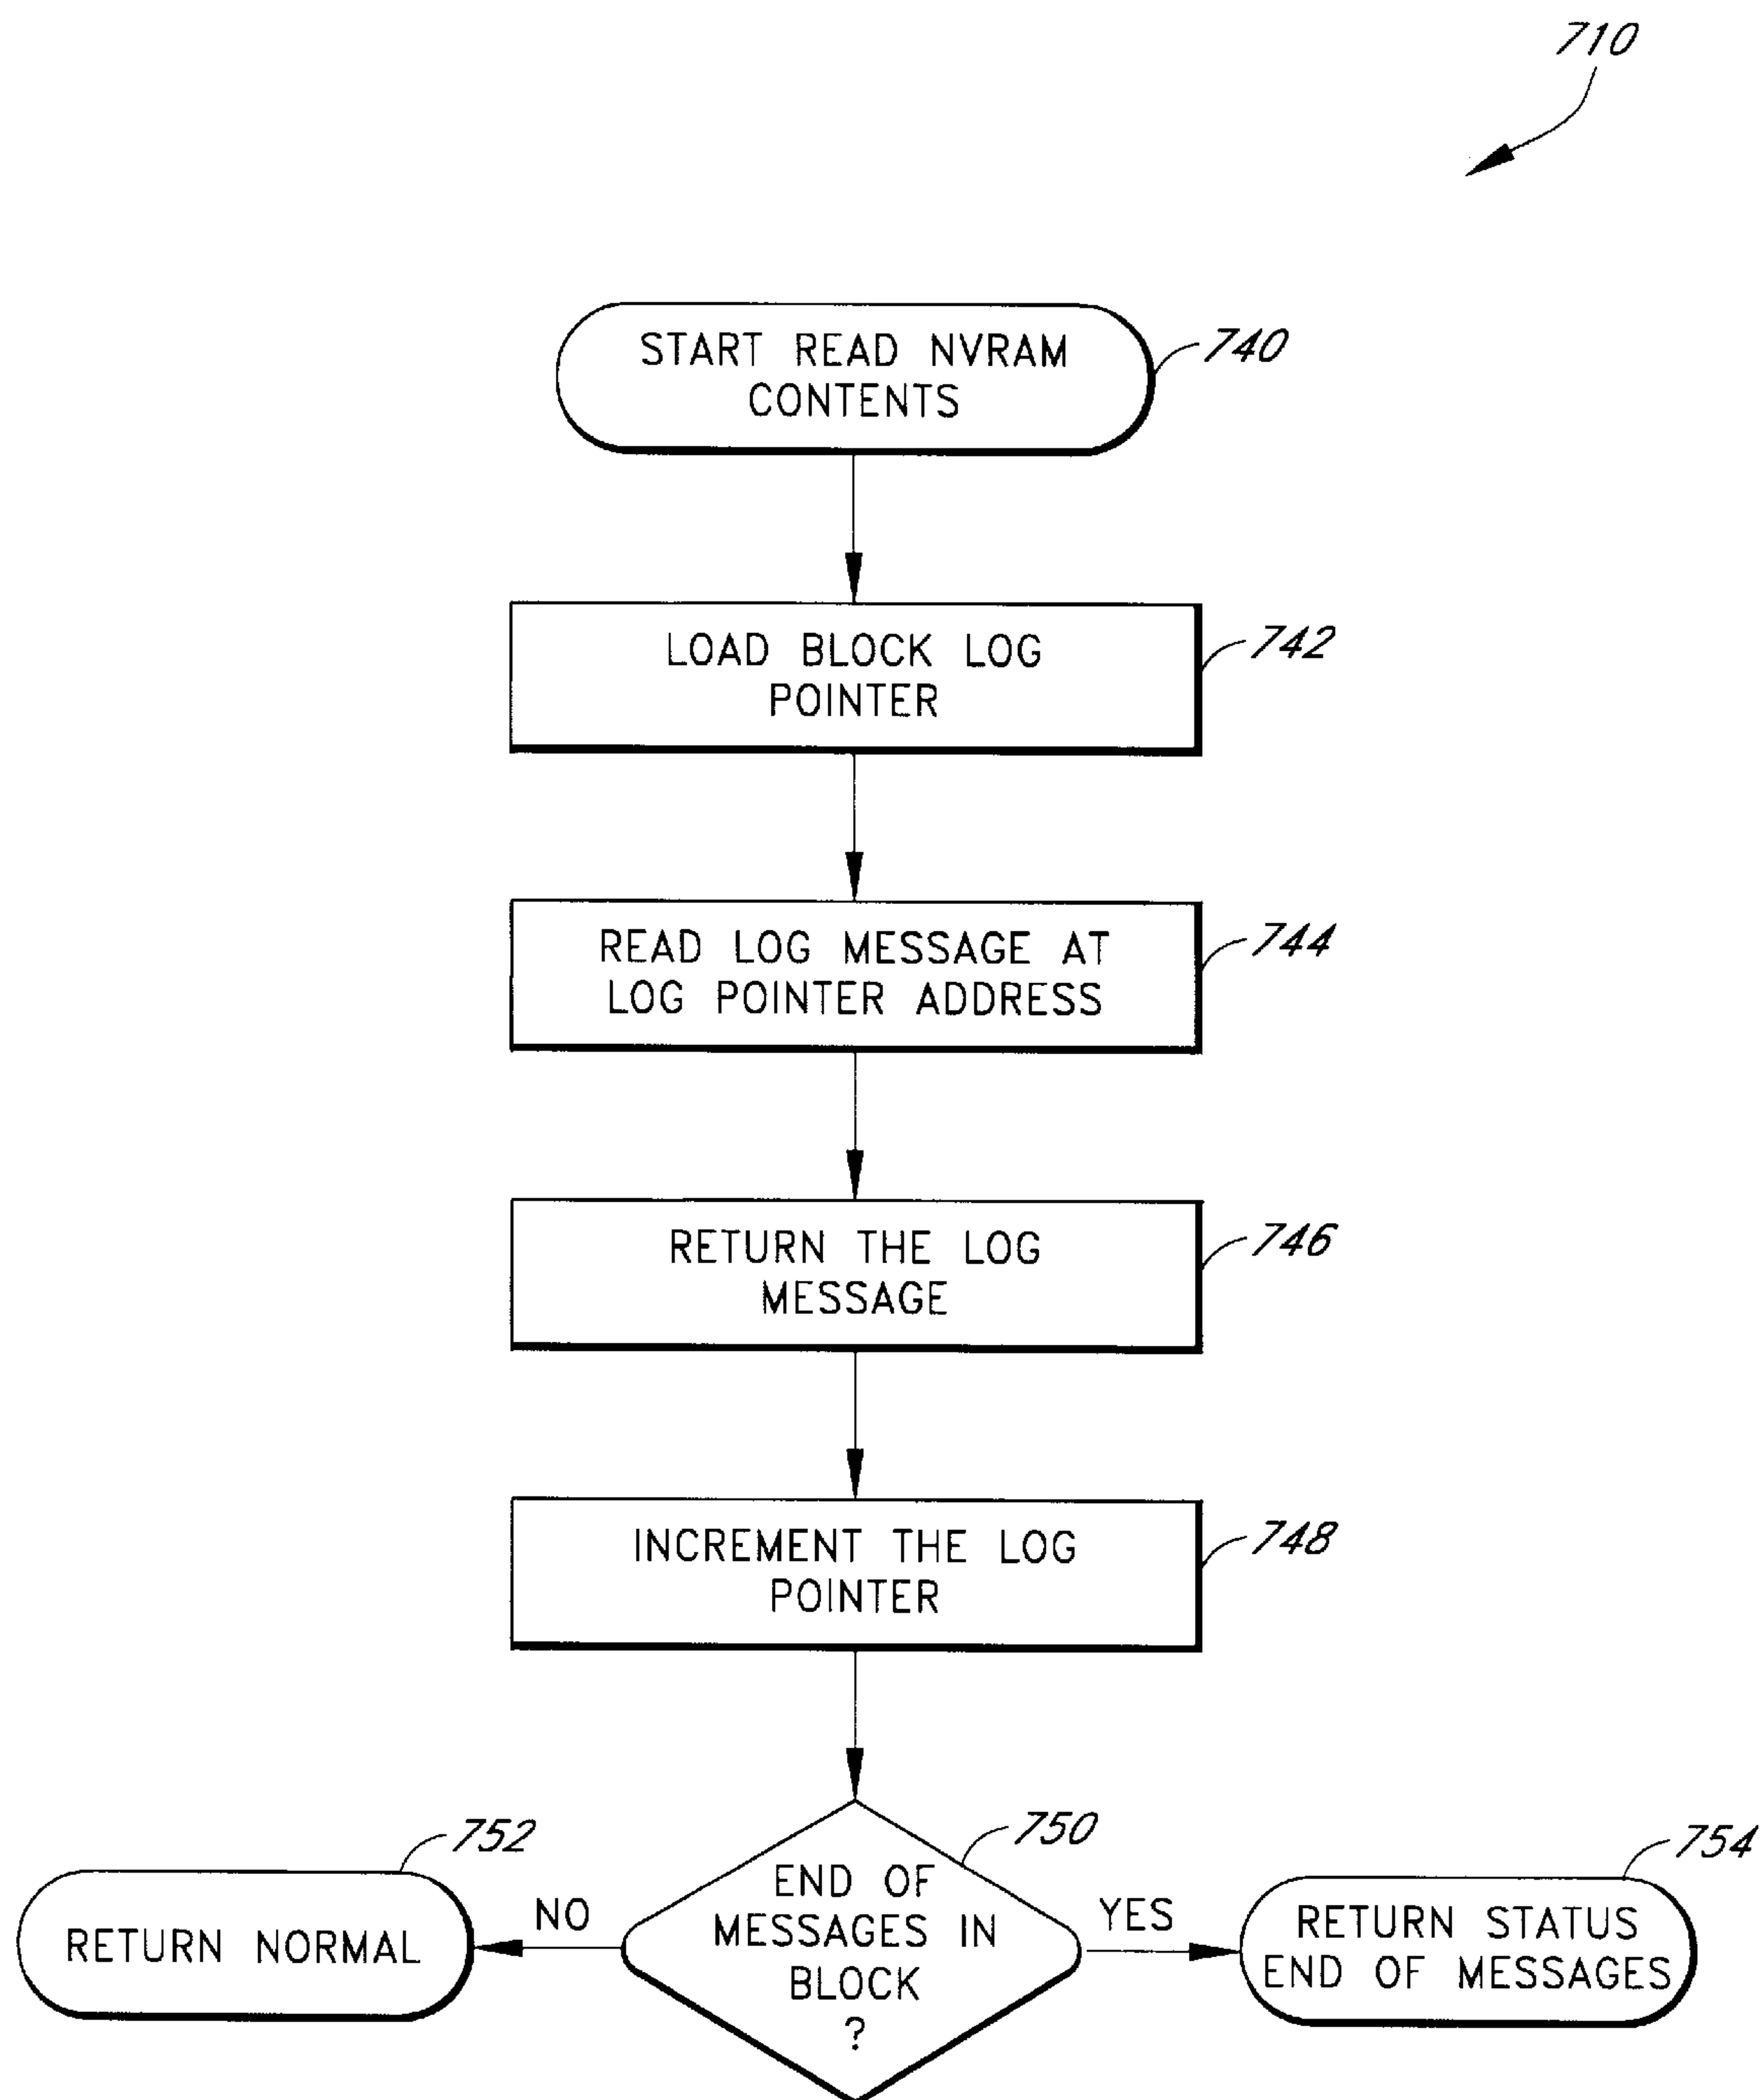 710
START READ NVRAM
CONTENTS
740
LOAD BLOCK LOG
POINTER
742
READ LOG MESSAGE AT
LOG POINTER ADDRESS
744
RETURN THE LOG
MESSAGE
746
INCREMENT THE LOG
POINTER
748
752
RETURN NORMAL
NO
750
END OF
MESSAGES IN
BLOCK
?
YES
754
RETURN STATUS
END OF MESSAGES